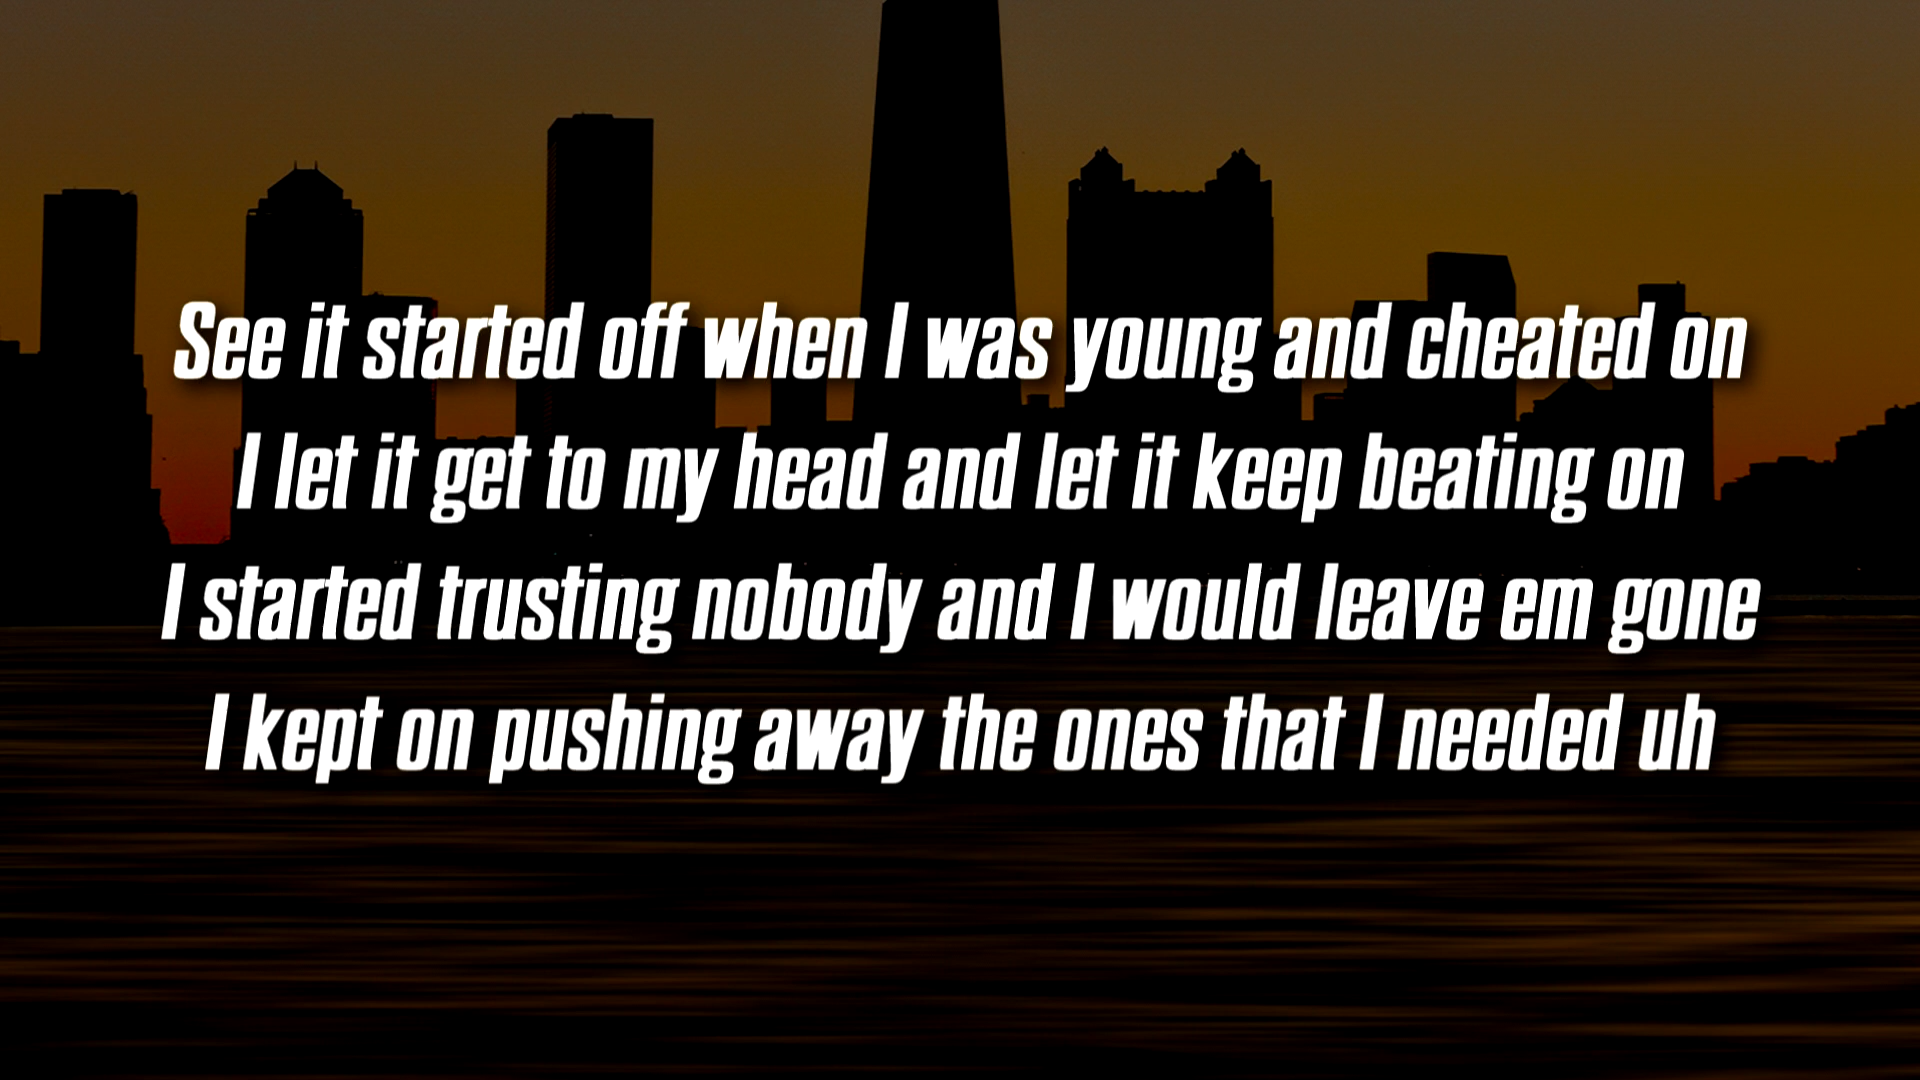 See it started off when I was young and cheated on
I let it get to my head and let it keep beating on
I started trusting nobody and I would leave em gone
I kept on pushing away the ones that I needed uh